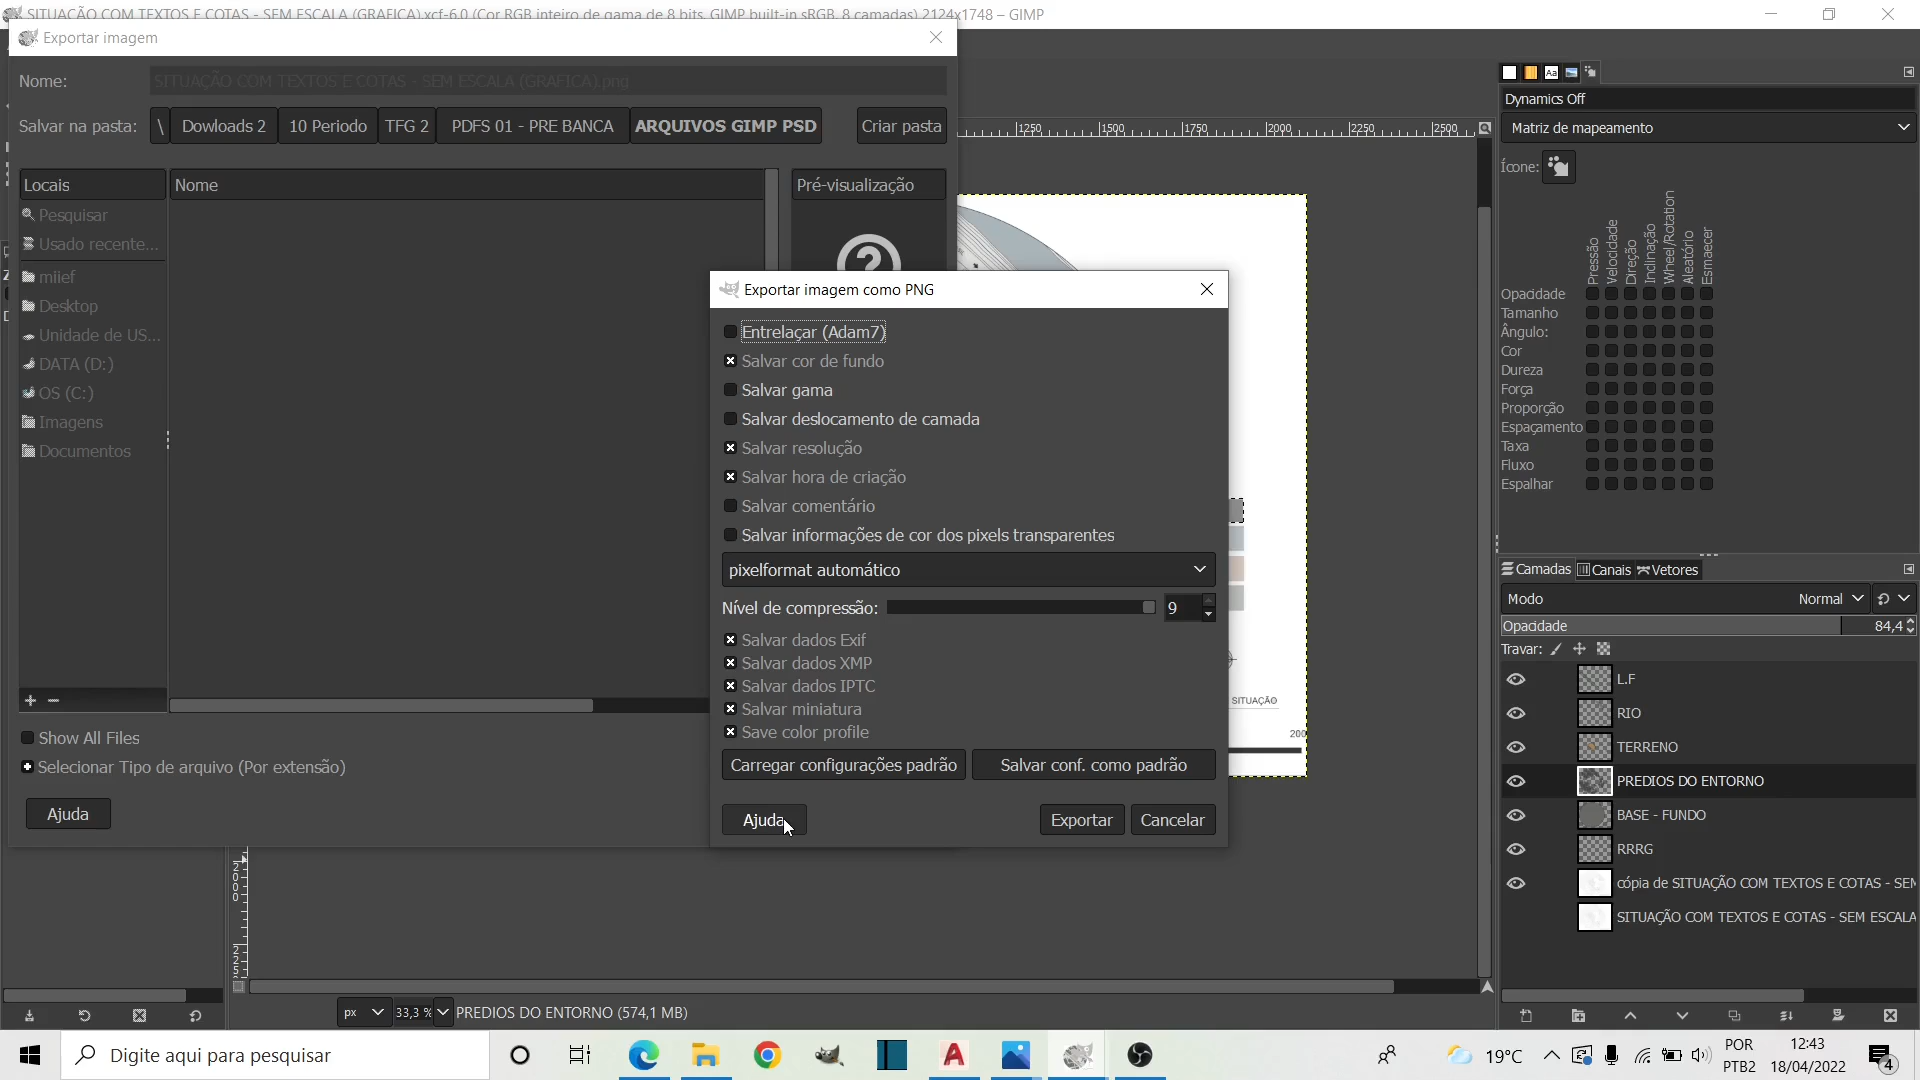 SITUAÇÃO COM TEXTOS E COTAS - SEM ESCALA (GRAFICA).xcf-6.0 (Cor RGB inteiro de gama de 8 bits, GIMP built-in sRGB, 8 camadas) 2124x1748 – GIMP
Exportar imagem
Nome:
SITUAÇÃO COM TEXTOS E COTAS - SEM ESCALA (GRAFICA).png
Salvar na pasta:
\
Dowloads 2
10 Periodo
TFG 2
PDFS 01 - PRE BANCA
ARQUIVOS GIMP PSD
Criar pasta
Locais
Nome
Pré-visualização
Pesquisar
Usado recente...
miief
Desktop
Unidade de US...
DATA (D:)
OS (C:)
Imagens
Documentos
Show All Files
Selecionar Tipo de arquivo (Por extensão)
Ajuda
Exportar imagem como PNG
Entrelaçar (Adam7)
Salvar cor de fundo
Salvar gama
Salvar deslocamento de camada
Salvar resolução
Salvar hora de criação
Salvar comentário
Salvar informações de cor dos pixels transparentes
pixelformat automático
Nível de compressão:
9
Salvar dados Exif
Salvar dados XMP
Salvar dados IPTC
Salvar miniatura
Save color profile
Carregar configurações padrão
Salvar conf. como padrão
Ajuda
Exportar
Cancelar
1250
1500
1750
2000
2250
2500
SITUAÇÃO
200
Dynamics Off
Matriz de mapeamento
Ícone:
Pressão
Velocidade
Direção
Inclinação
Wheel/Rotation
Aleatório
Esmaecer
Opacidade
Tamanho
Ângulo:
Cor
Dureza
Força
Proporção
Espaçamento
Taxa
Fluxo
Espalhar
Camadas
Canais
Vetores
Modo
Normal
Opacidade
84,4
Travar:
L.F
RIO
TERRENO
PREDIOS DO ENTORNO
BASE - FUNDO
RRRG
cópia de SITUAÇÃO COM TEXTOS E COTAS - SEM
SITUAÇÃO COM TEXTOS E COTAS - SEM ESCALA
px
33,3 %
PREDIOS DO ENTORNO (574,1 MB)
Digite aqui para pesquisar
19°C
POR
PTB2
12:43
18/04/2022
4